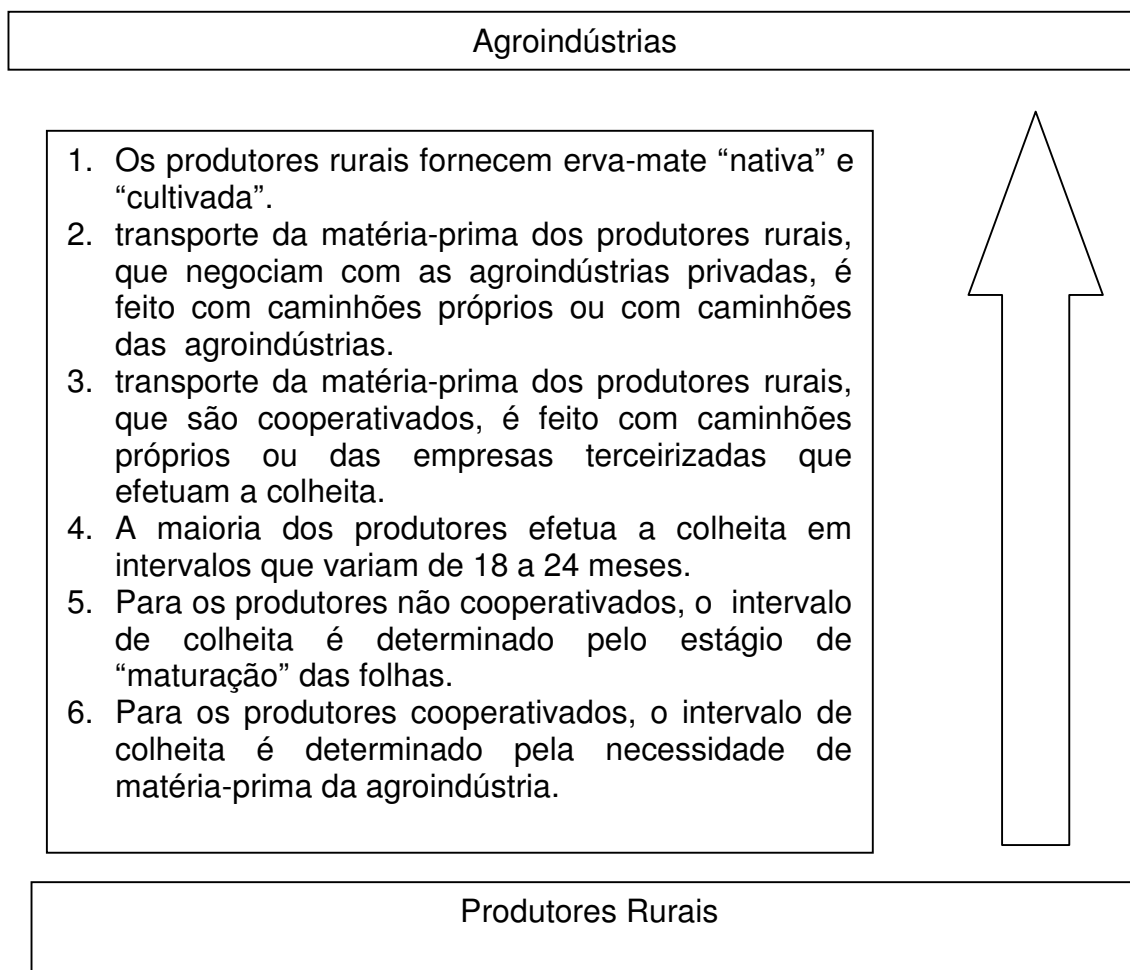 Agroindústrias
1. Os produtores rurais fornecem erva-mate “nativa” e
“cultivada”.
2. transporte da matéria-prima dos produtores rurais,
que negociam com as agroindústrias privadas, é
feito com caminhões próprios ou com caminhões
das agroindústrias.
3. transporte da matéria-prima dos produtores rurais,
que são cooperativados, é feito com caminhões
próprios ou das empresas terceirizadas que
efetuam a colheita.
4. A maioria dos produtores efetua a colheita em
intervalos que variam de 18 a 24 meses.
5. Para os produtores não cooperativados, o intervalo
de colheita é determinado pelo estágio de
“maturação” das folhas.
6. Para os produtores cooperativados, o intervalo de
colheita é determinado pela necessidade de
matéria-prima da agroindústria.
Produtores Rurais